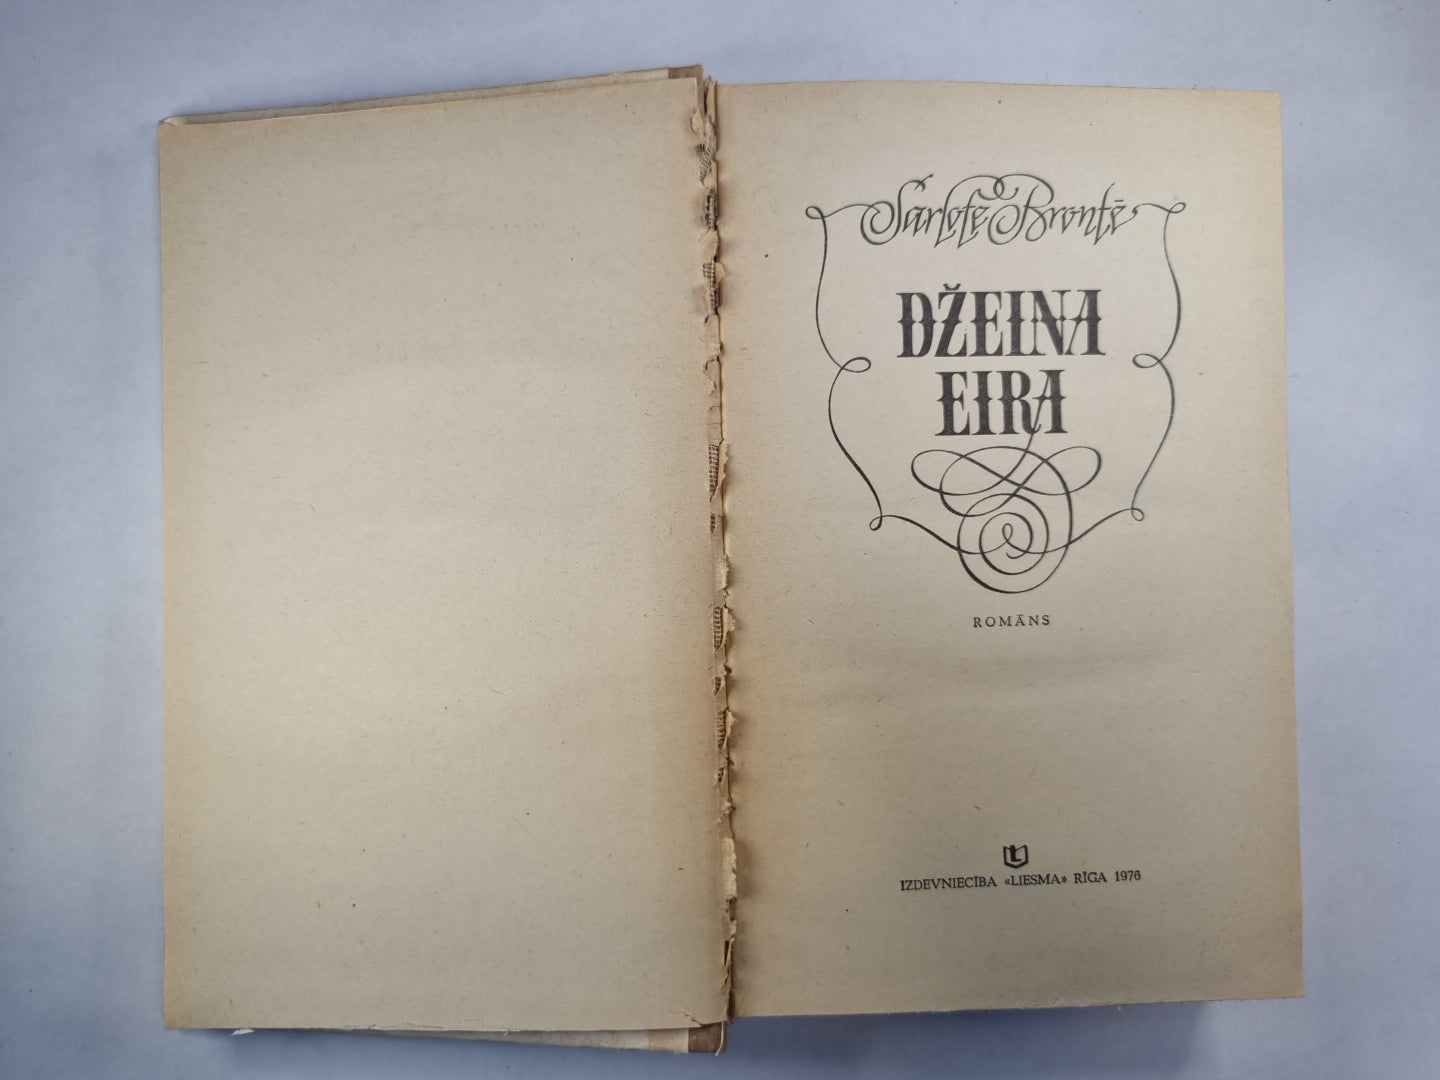 Šarlote Brontē
DŽEINA
EIRA
ROMĀNS
L
IZDEVNIECĪBA «LIESMA» RĪGA 1976